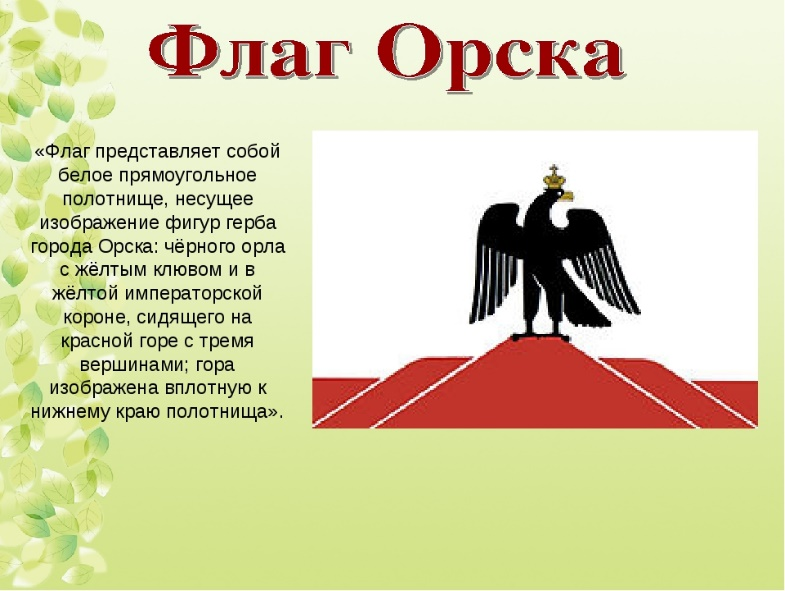 Флаг Орска
«Флаг представляет собой
белое прямоугольное
полотнище, несущее
изображение фигур герба
города Орска: чёрного орла
с жёлтым клювом и в
жёлтой императорской
короне, сидящего на
красной горе с тремя
вершинами; гора
изображена вплотную к
нижнему краю полотнища».